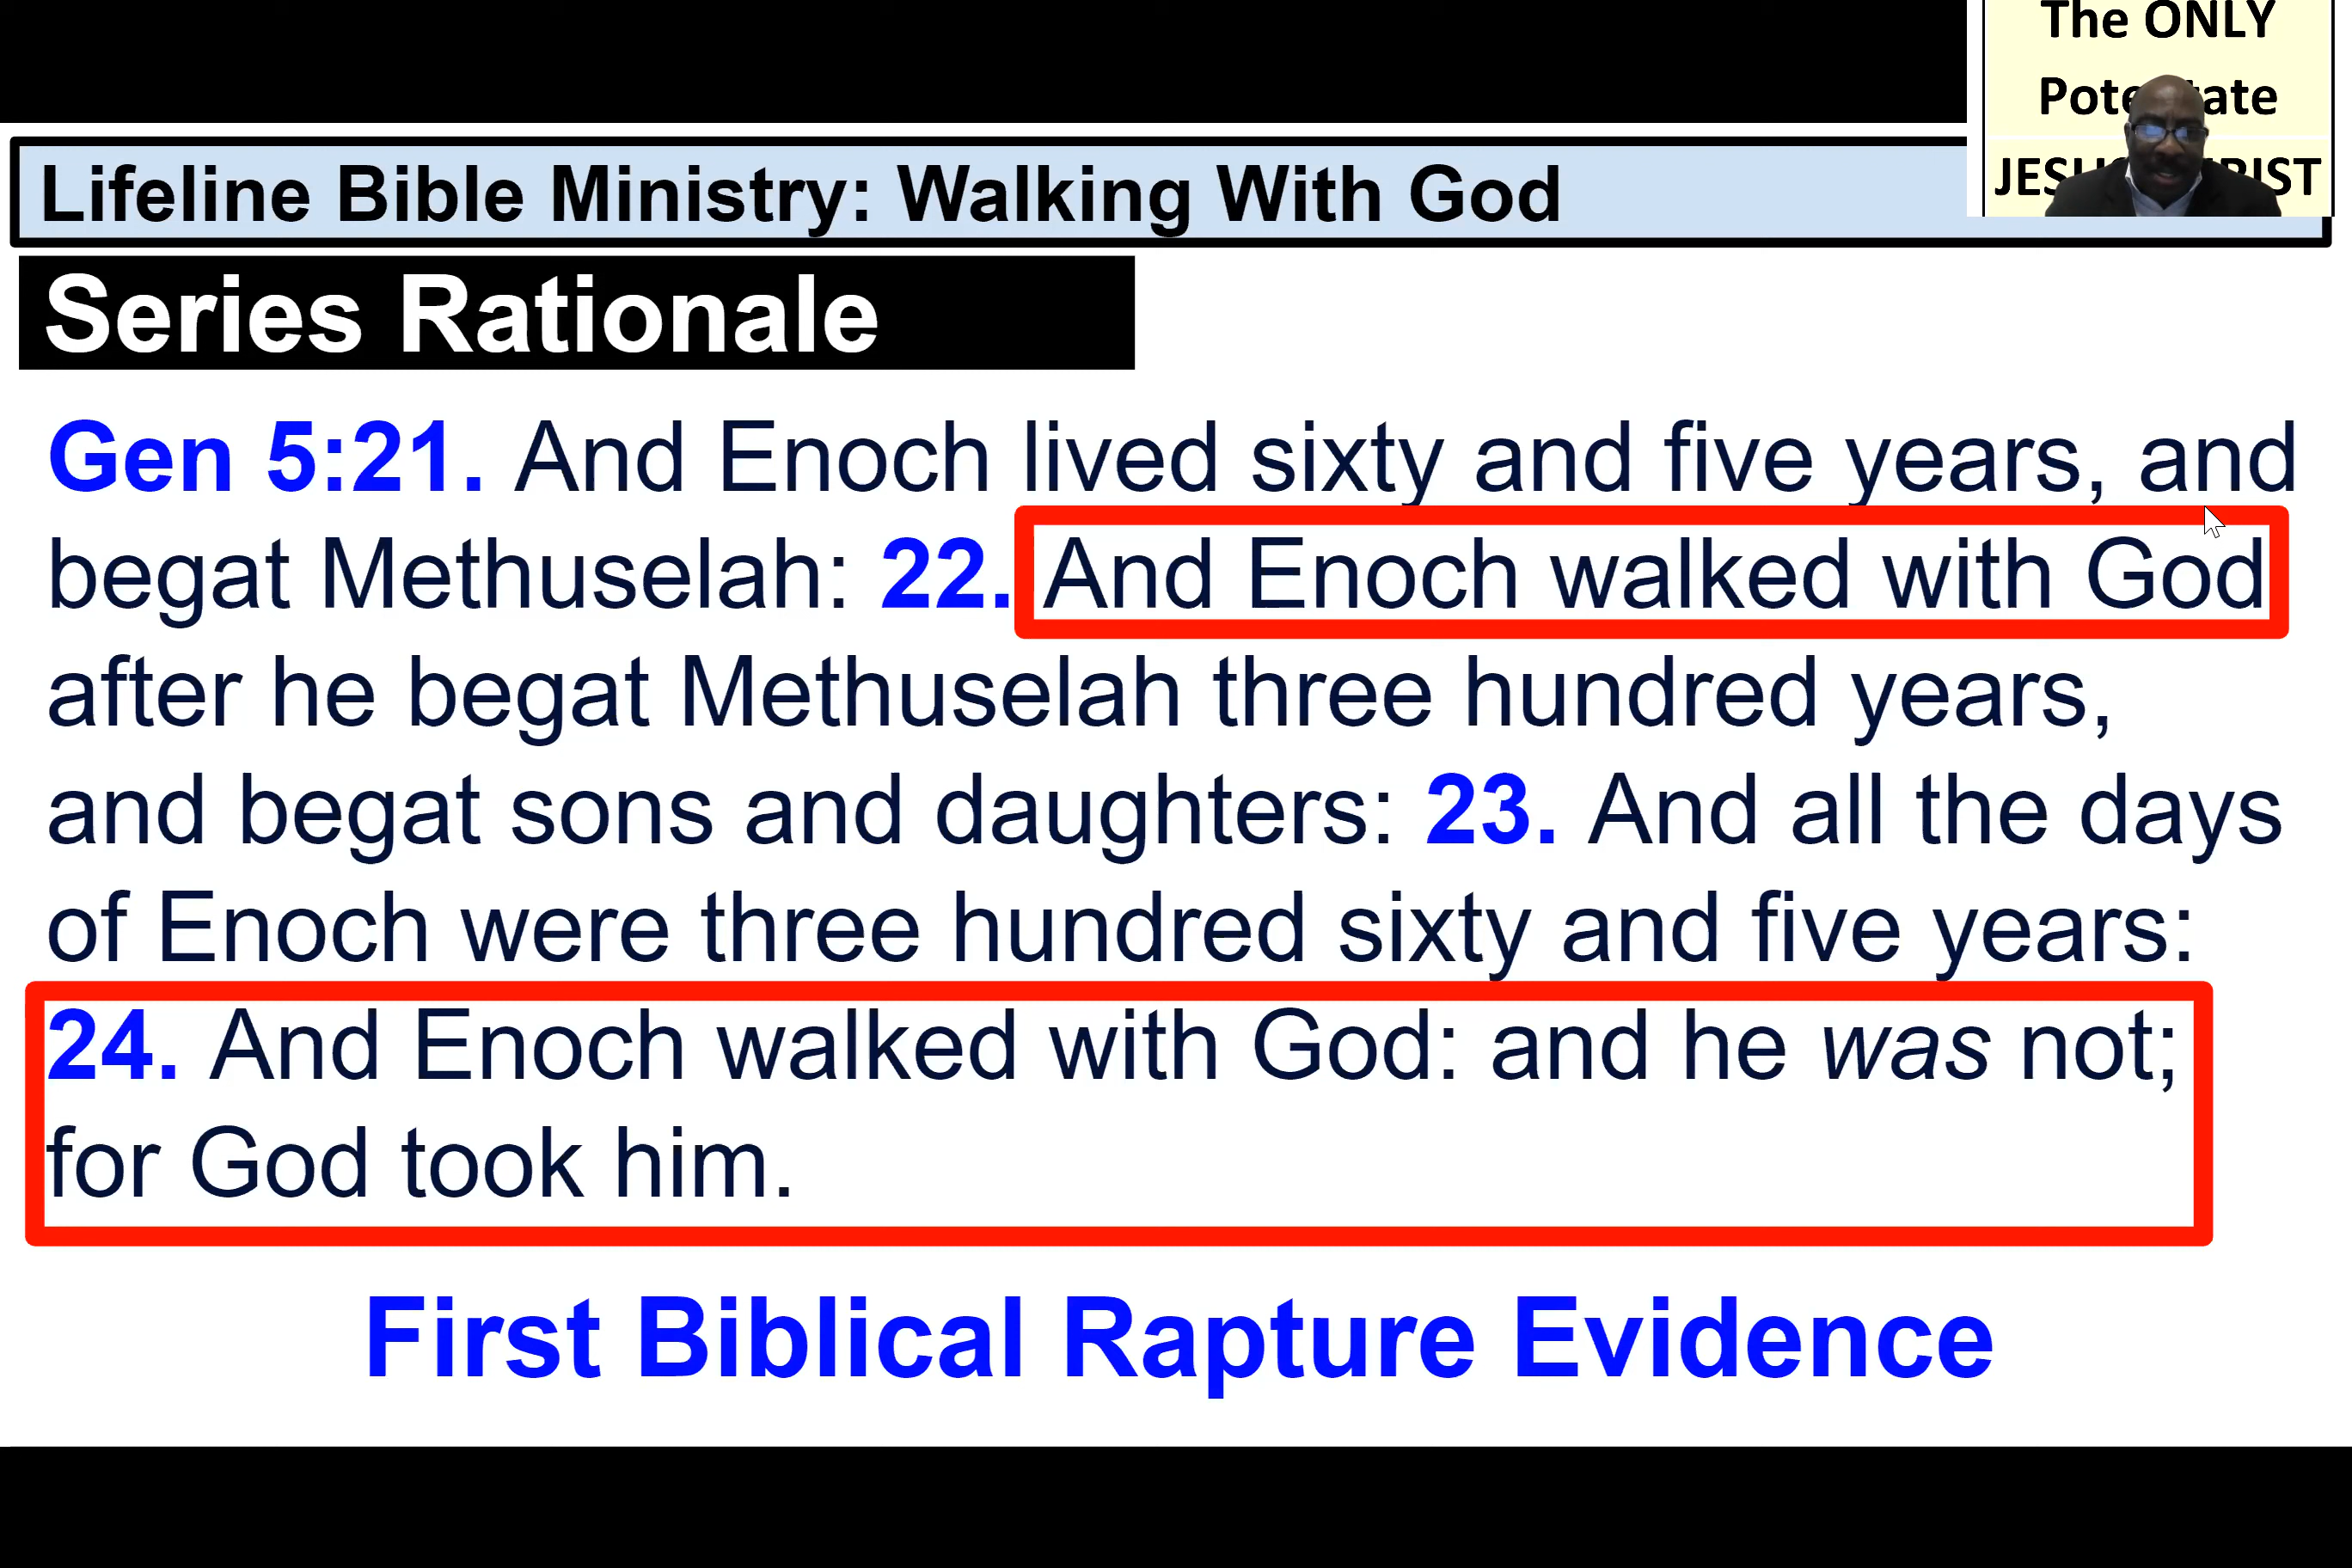 The ONLY
Lifeline Bible Ministry: Walking With God
Series Rationale
Gen 5:21. And Enoch lived sixty and five years, and
begat Methuselah: 22. And Enoch walked with God
after he begat Methuselah three hundred years,
and begat sons and daughters: 23. And all the days
of Enoch were three hundred sixty and five years:
24. And Enoch walked with God: and he was not;
for God took him.
First Biblical Rapture Evidence